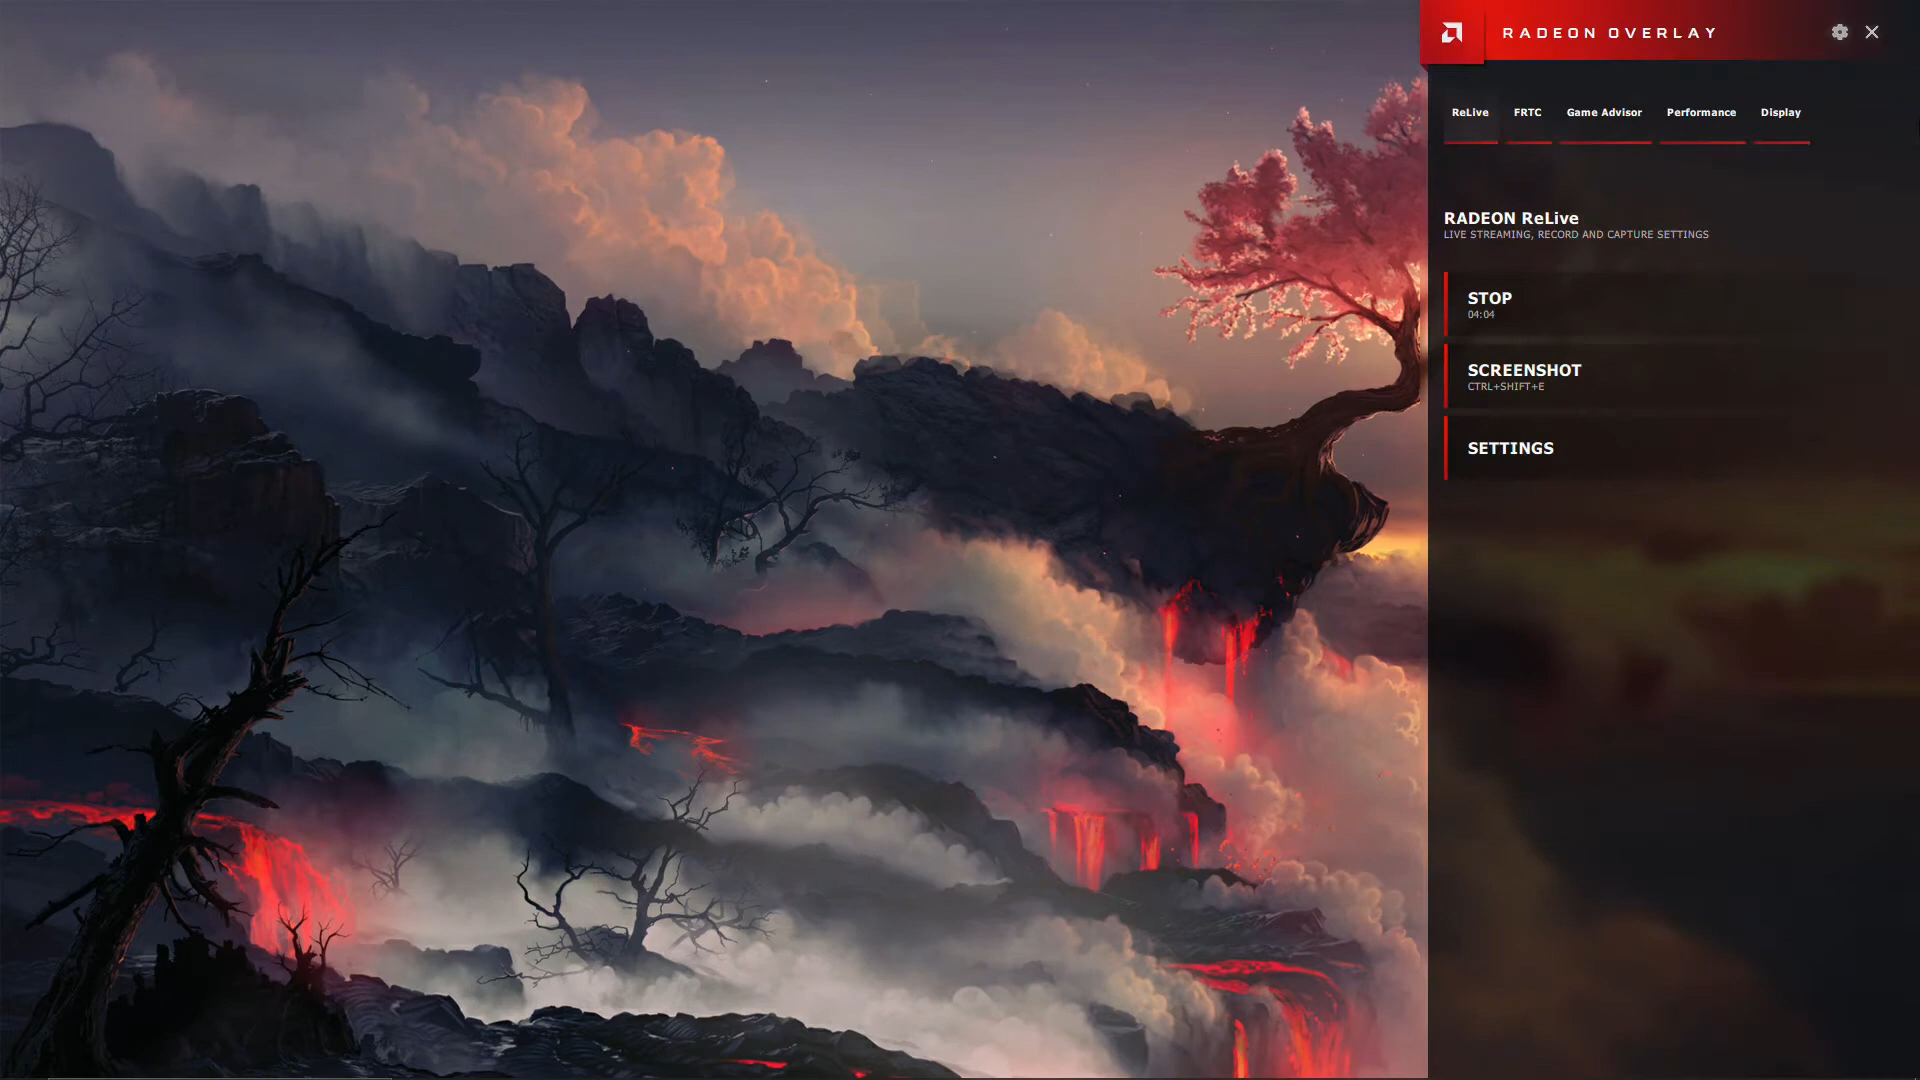 RADEON OVERLAY
ReLive FRTC Game Advisor Performance Display
RADEON ReLive
LIVE STREAMING, RECORD AND CAPTURE SETTINGS
STOP
04:04
SCREENSHOT
CTRL+SHIFT+E
SETTINGS